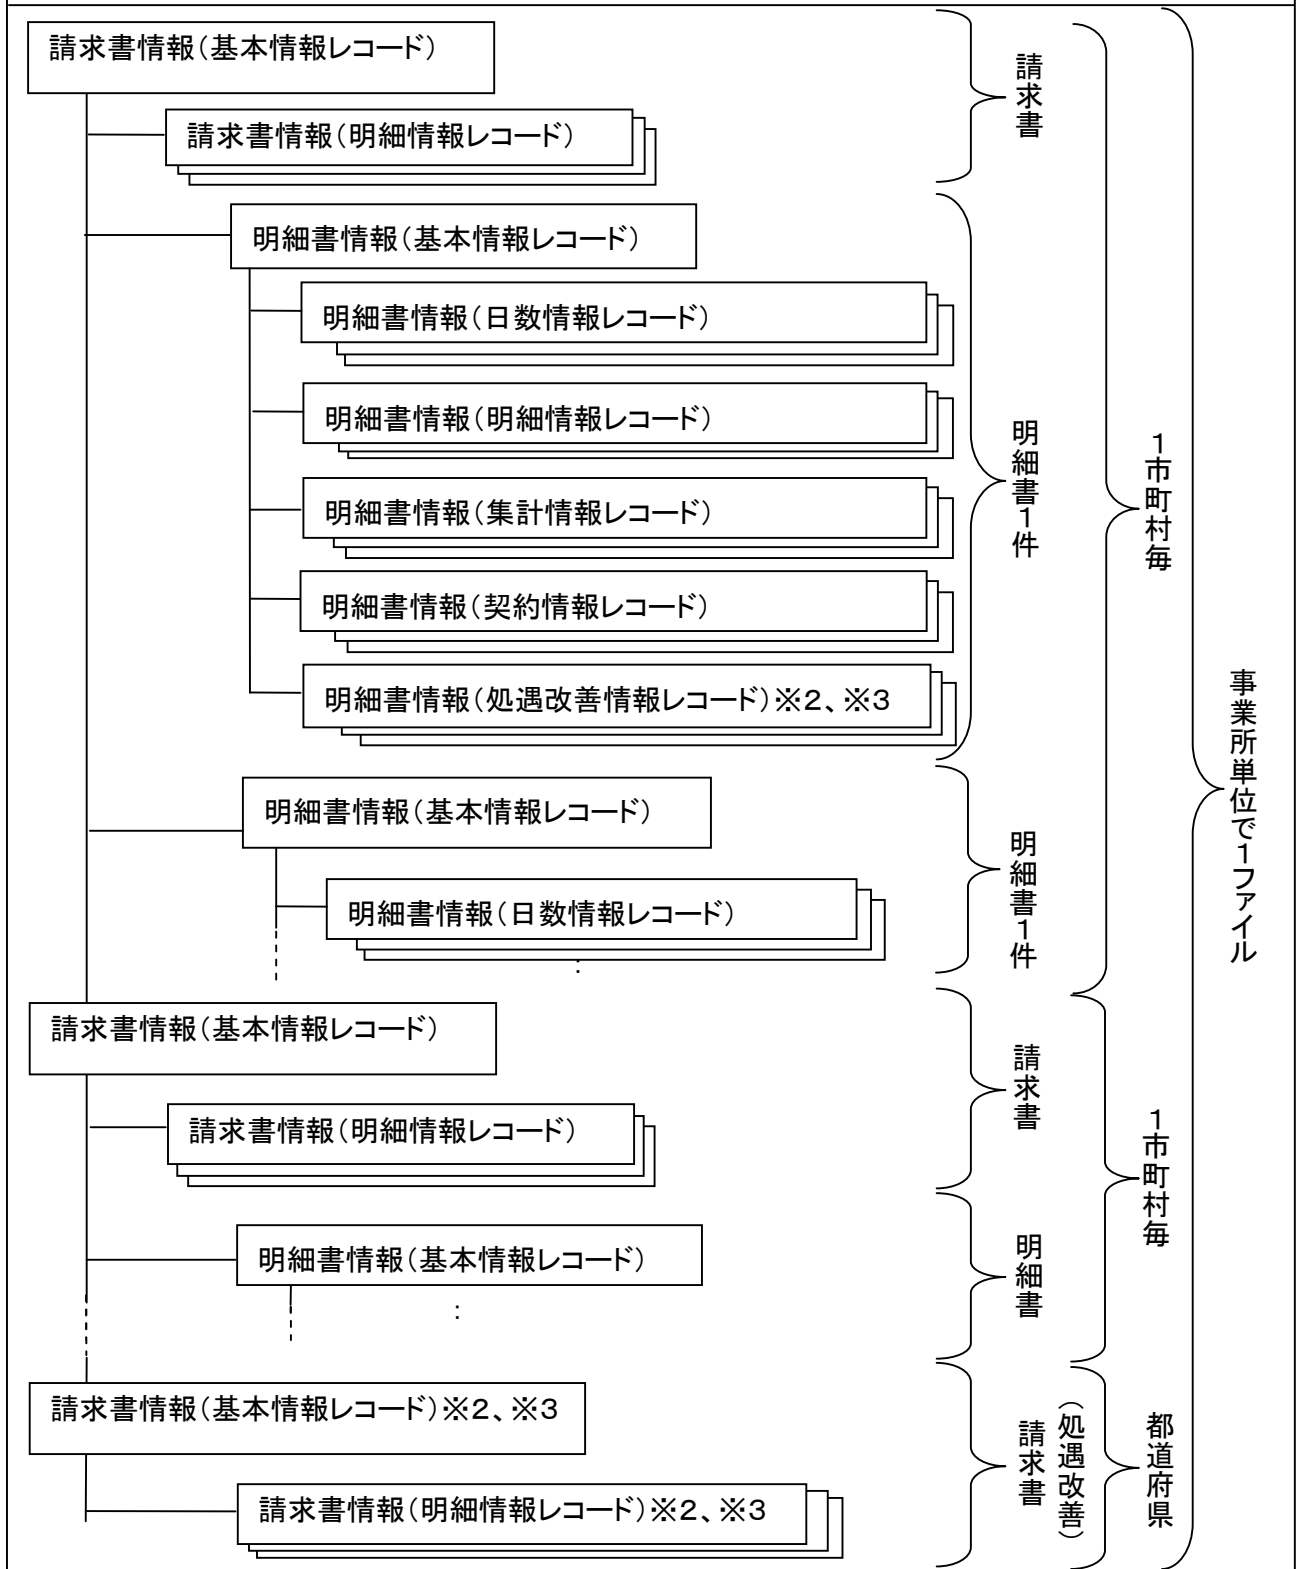 請求書情報（基本情報レコード）
請求書情報（明細情報レコード）
請求書
明細書情報（基本情報レコード）
明細書情報（日数情報レコード）
明細書情報（明細情報レコード）
明細書情報（集計情報レコード）
明細書情報（契約情報レコード）
明細書情報（処遇改善情報レコード）※２、※３
明細書１件
明細書情報（基本情報レコード）
明細書情報（日数情報レコード）
:
明細書１件
１市町村毎
請求書情報（基本情報レコード）
請求書情報（明細情報レコード）
請求書
明細書情報（基本情報レコード）
:
明細書
１市町村毎
請求書情報（基本情報レコード）※２、※３
請求書情報（明細情報レコード）※２、※３
請求書
（処遇改善）
都道府県
事業所単位で１ファイル